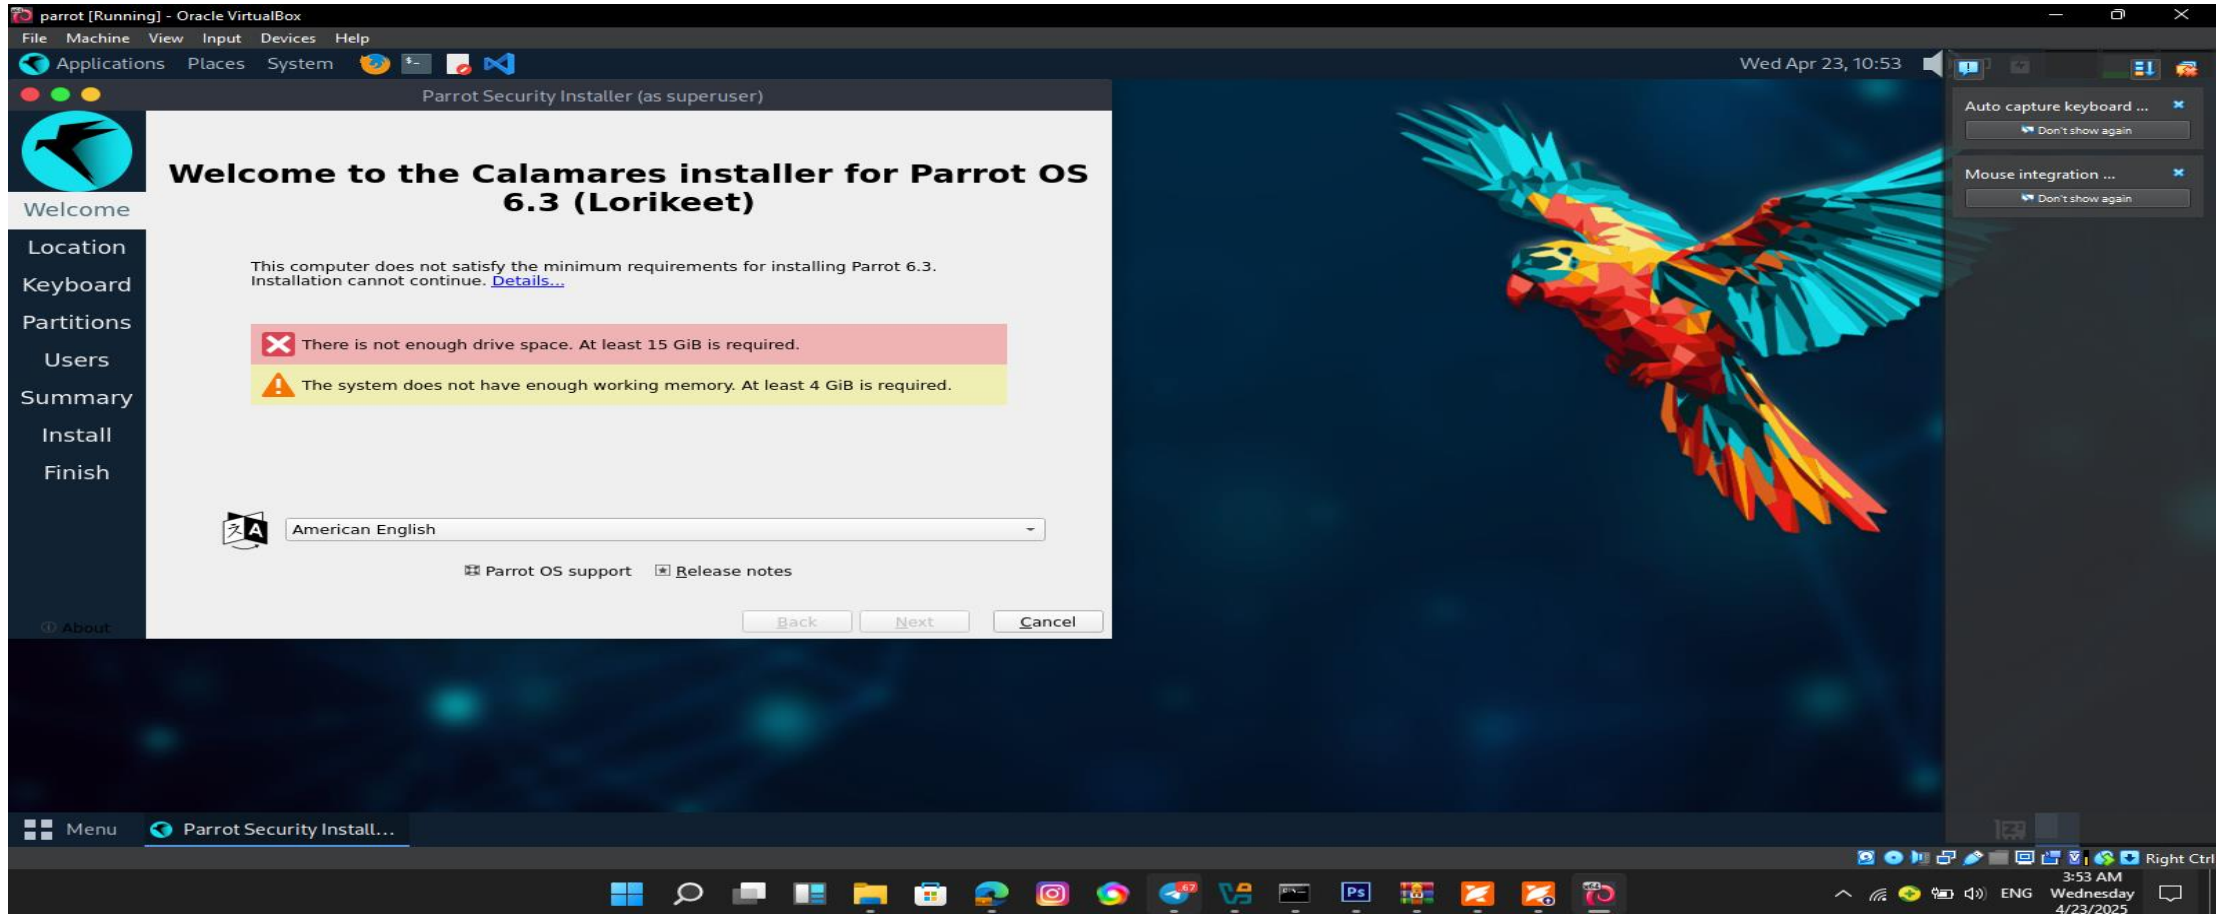 parrot [Running] - Oracle VirtualBox
File Machine View Input Devices Help
Applications Places System
Wed Apr 23, 10:53
Parrot Security Installer (as superuser)
Auto capture keyboard ...
Don't show again
Mouse integration ...
Don't show again
Welcome
Location
Keyboard
Partitions
Users
Summary
Install
Finish
About
Welcome to the Calamares installer for Parrot OS
6.3 (Lorikeet)
This computer does not satisfy the minimum requirements for installing Parrot 6.3.
Installation cannot continue. Details...
There is not enough drive space. At least 15 GiB is required.
The system does not have enough working memory. At least 4 GiB is required.
American English
Parrot OS support Release notes
Back Next Cancel
Menu Parrot Security Install...
Right Ctrl
67
Ps
ENG
3:53 AM
Wednesday
4/23/2025